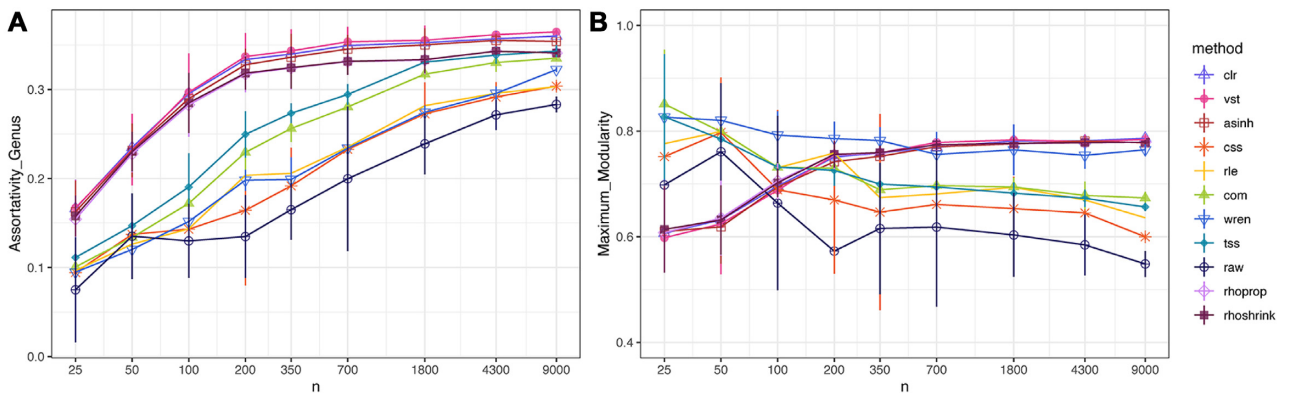 A
Assortativity_Genus
0.3
0.2
0.1
0.0
25 50 100 200 350 700 1800 4300 9000
n
B
Maximum_Modularity
1.0
0.8
0.6
0.4
25 50 100 200 350 700 1800 4300 9000
n
method
clr
vst
asinh
css
rle
com
wren
tss
raw
rhoprop
rhoshrink